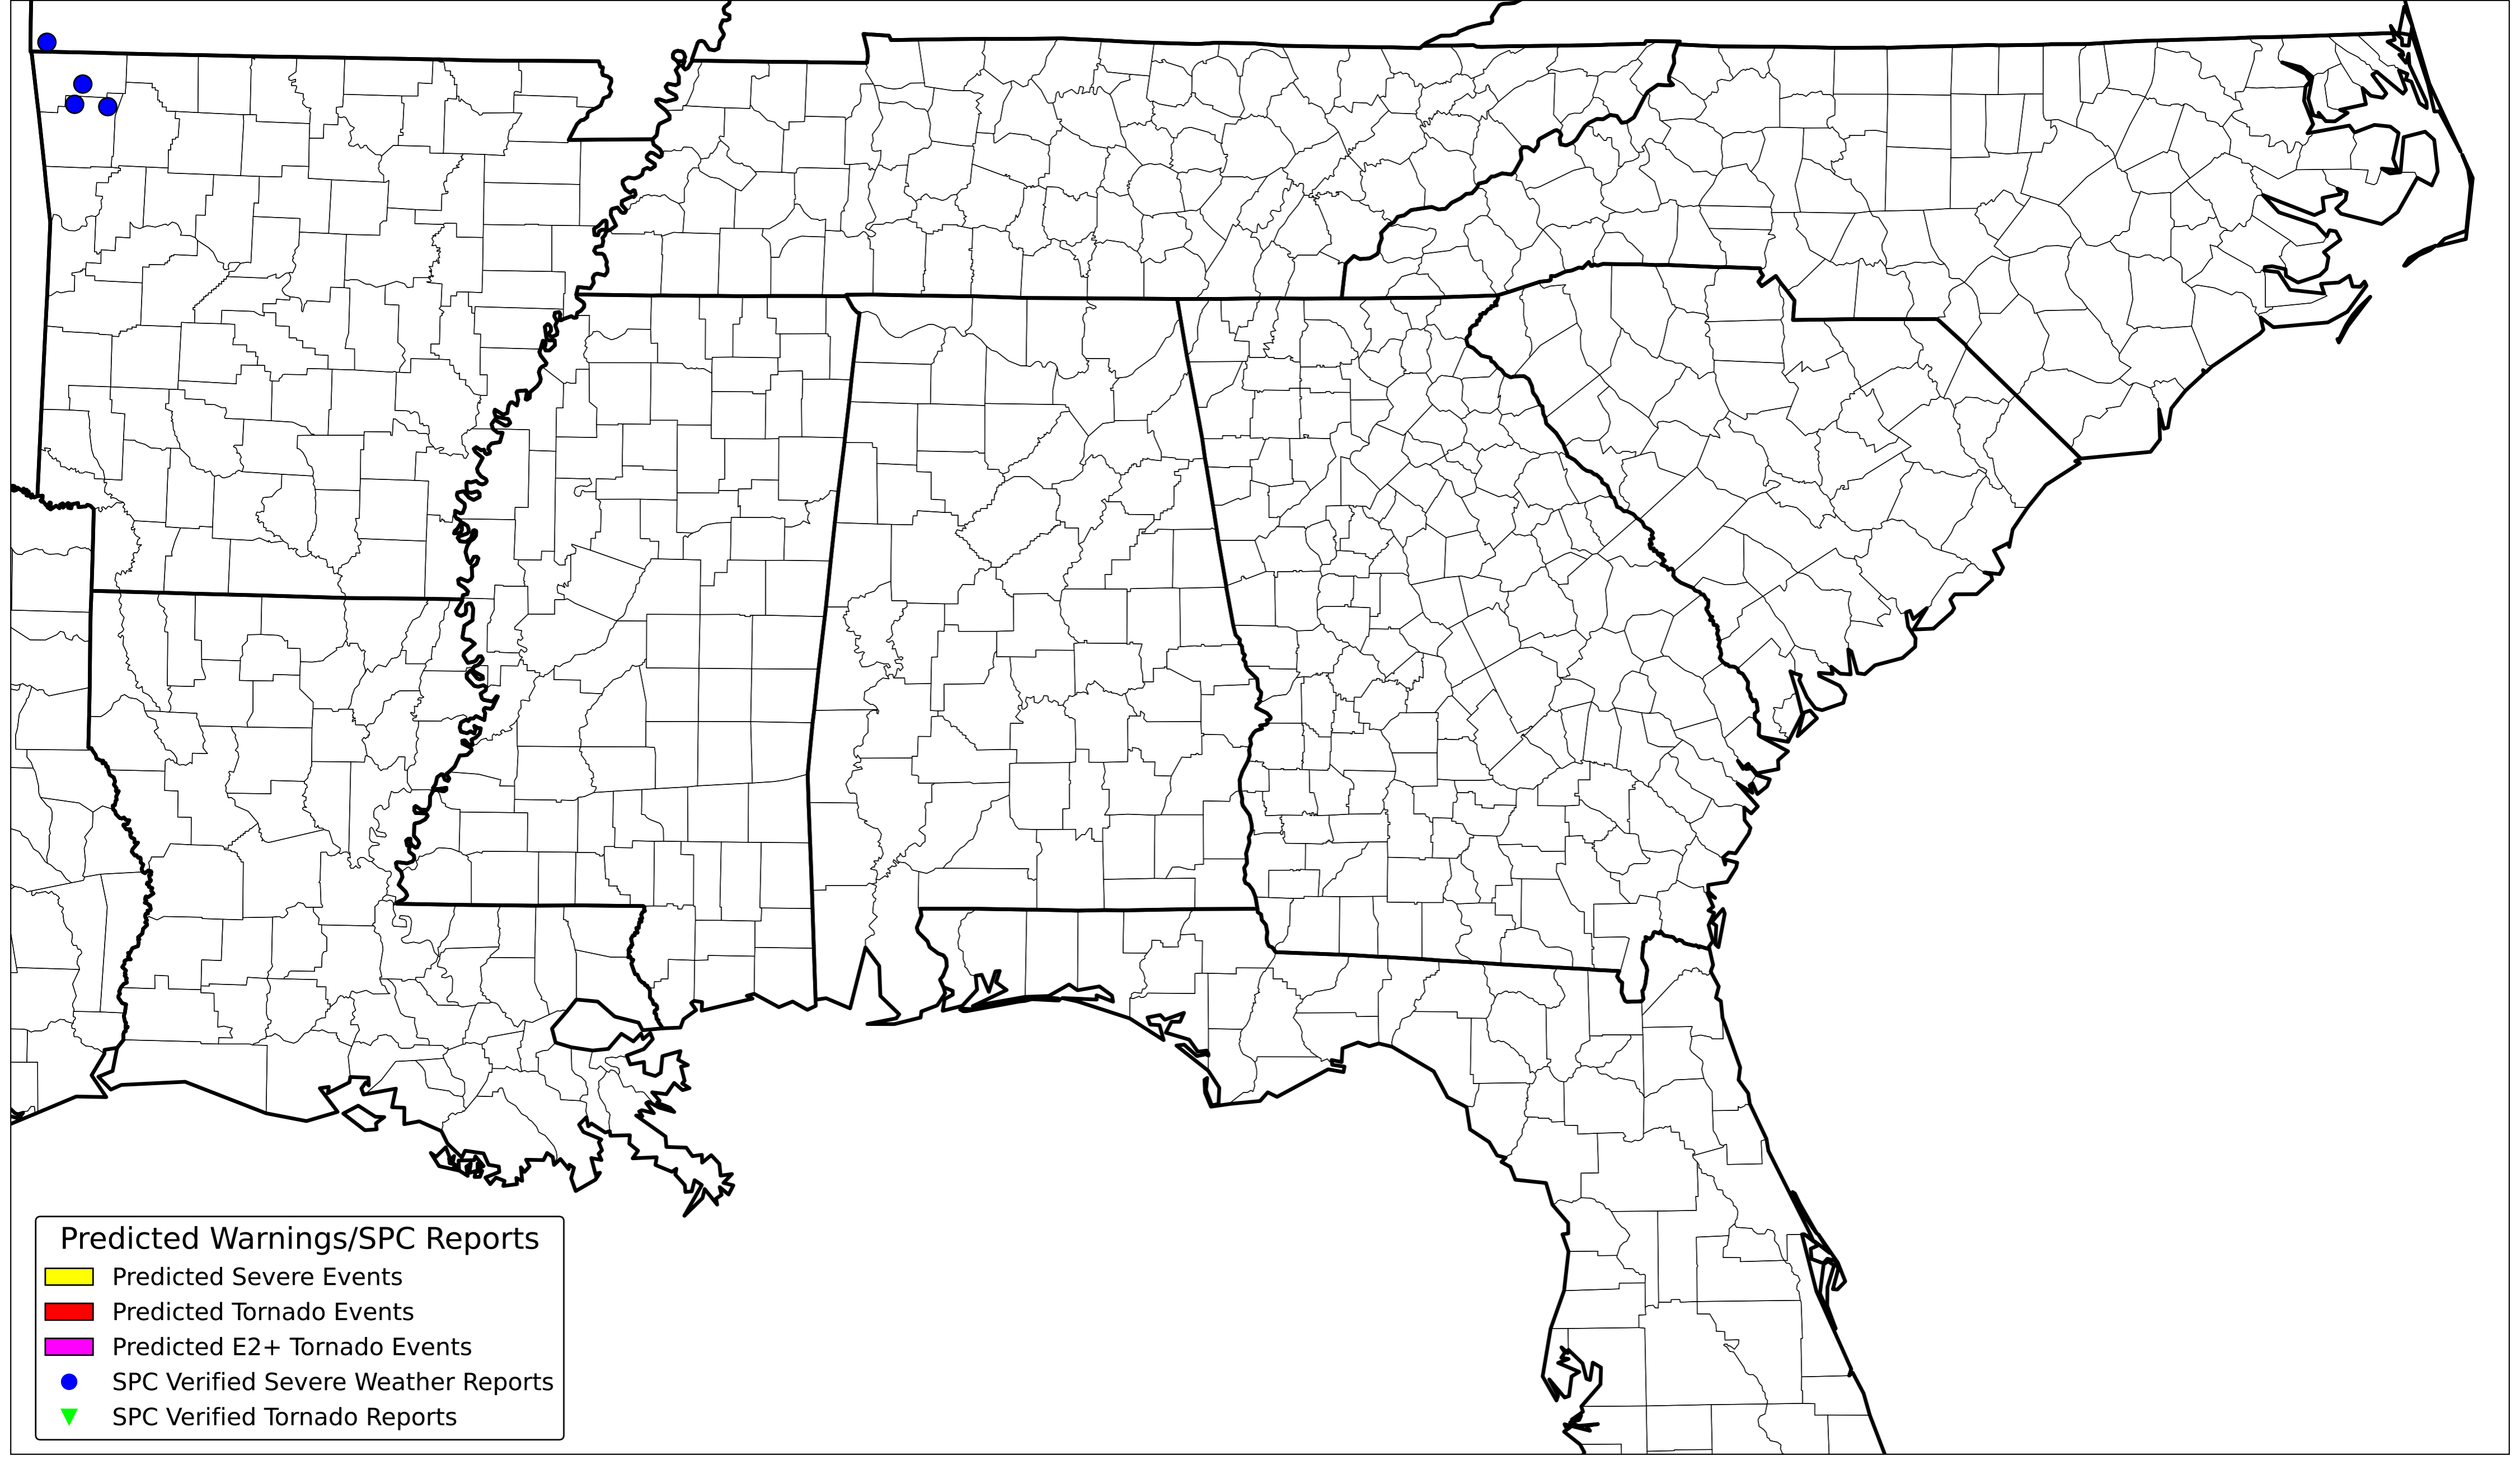 Predicted Warnings/SPC Reports
Predicted Severe Events
Predicted Tornado Events
Predicted E2+ Tornado Events
SPC Verified Severe Weather Reports
SPC Verified Tornado Reports